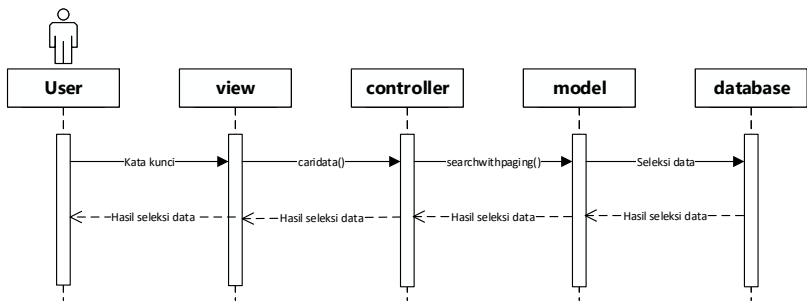 User
view
controller
model
database
Kata kunci
caridata()
searchwithpaging()
Seleksi data
Hasil seleksi data
Hasil seleksi data
Hasil seleksi data
Hasil seleksi data